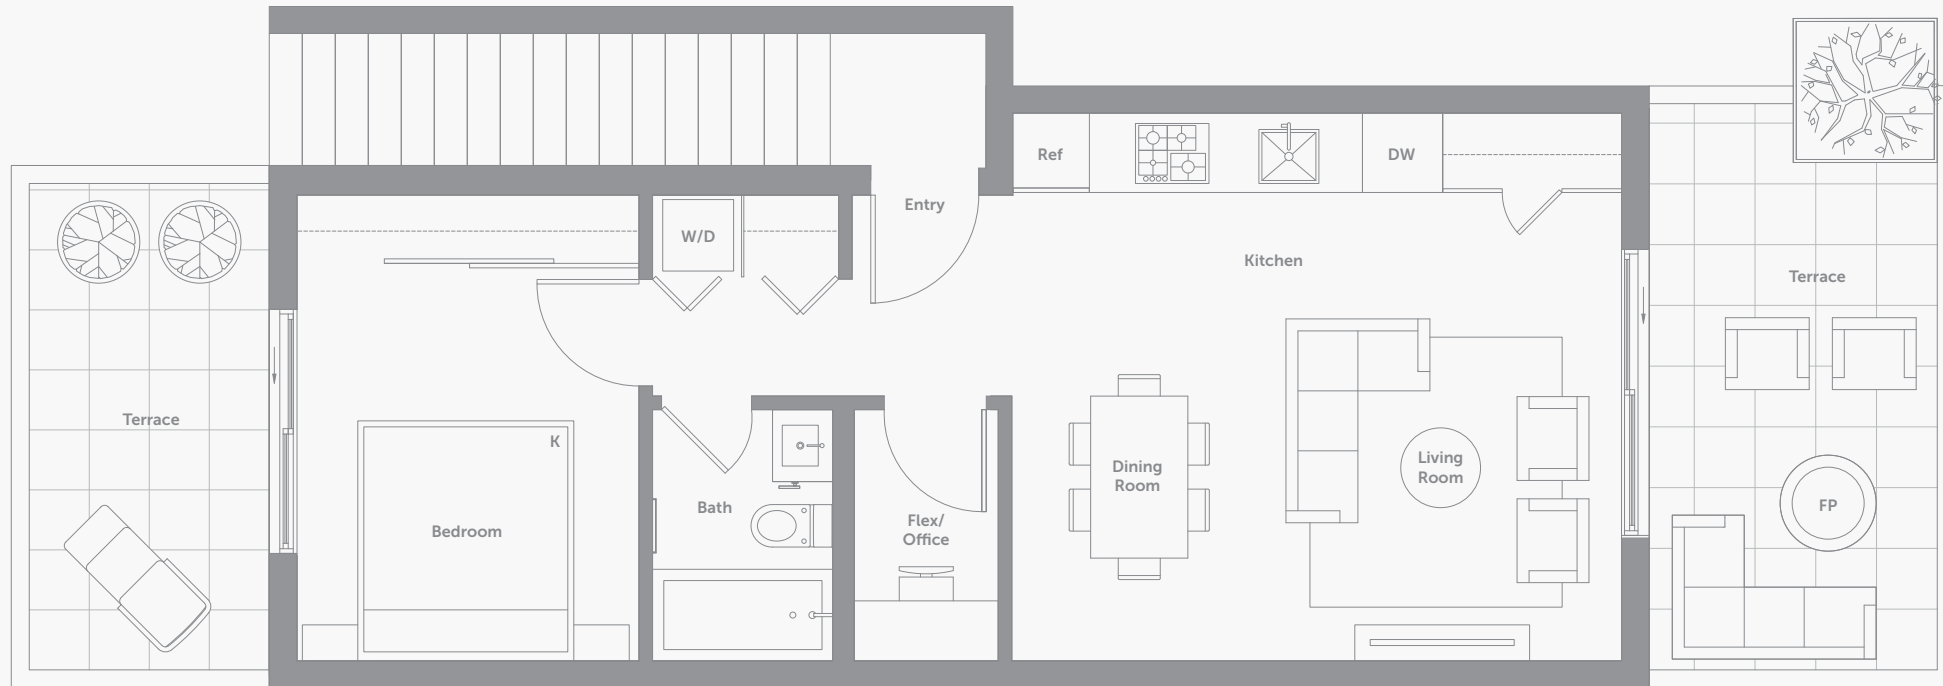 Ref
DW
Entry
W/D
Kitchen
Terrace
Terrace
K
Dining
Room
Living
Room
Bath
FP
Flex/
Office
Bedroom